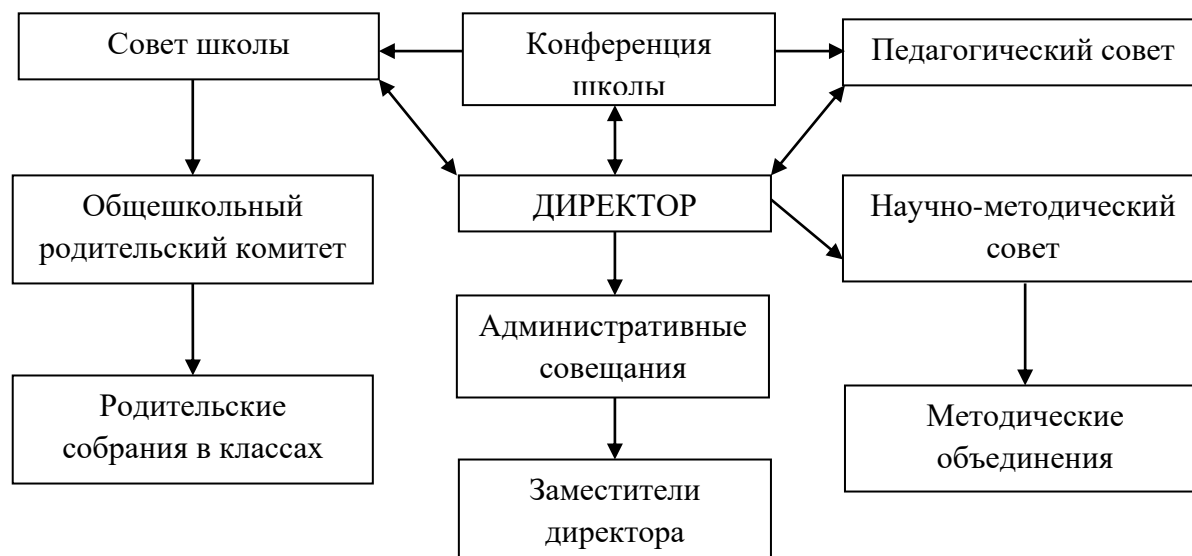 Совет школы
Конференция
школы
Педагогический совет
Общешкольный
родительский комитет
ДИРЕКТОР
Научно-методический
совет
Административные
совещания
Родительские
собрания в классах
Методические
объединения
Заместители
директора